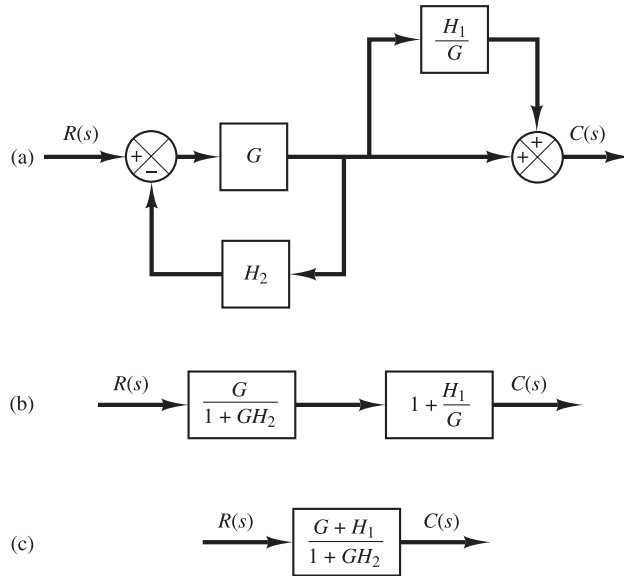 H₁
G
R(s)
+
−
G
+
+
C(s)
(a)
H₂
(b)
R(s)
G
1 + GH₂
1 + H₁
G
C(s)
(c)
R(s)
G + H₁
1 + GH₂
C(s)